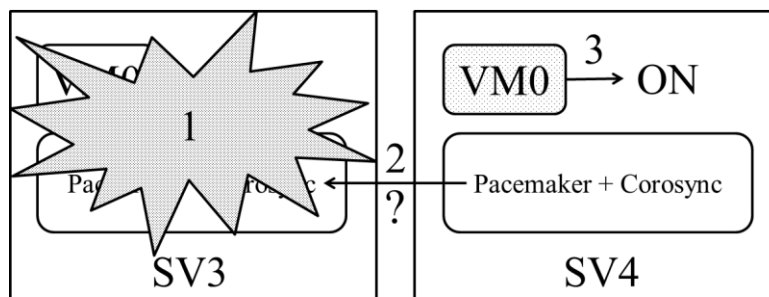 1
SV3
2
?
VM0
3
ON
Pacemaker + Corosync
SV4